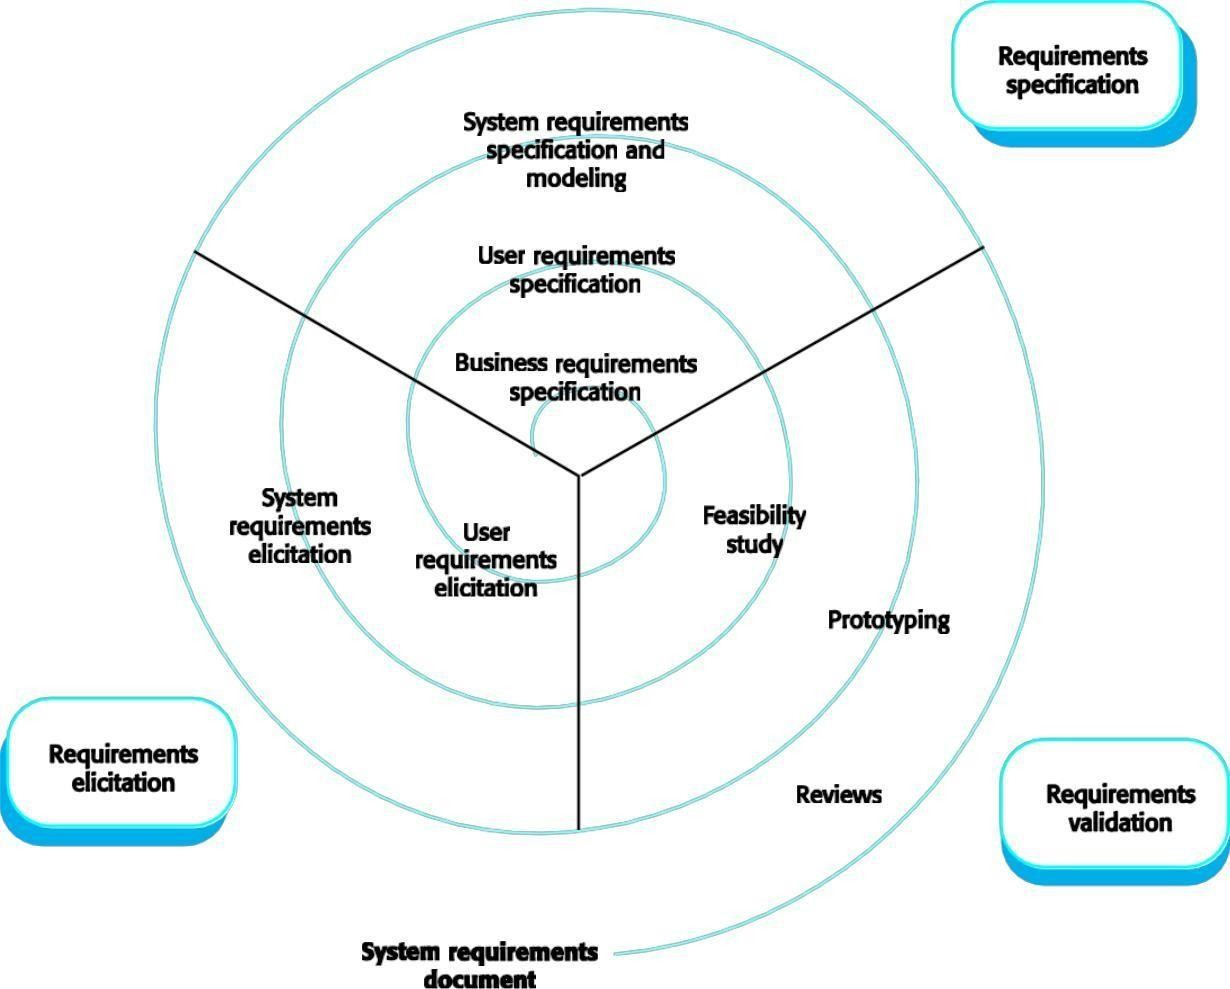 Requirements
specification
System requirements
specification and
modeling
User requirements
specification
Business requirements
specification
System
requirements
elicitation
User
requirements
elicitation
Feasibility
study
Prototyping
Requirements
elicitation
Reviews
Requirements
validation
System requirements
document